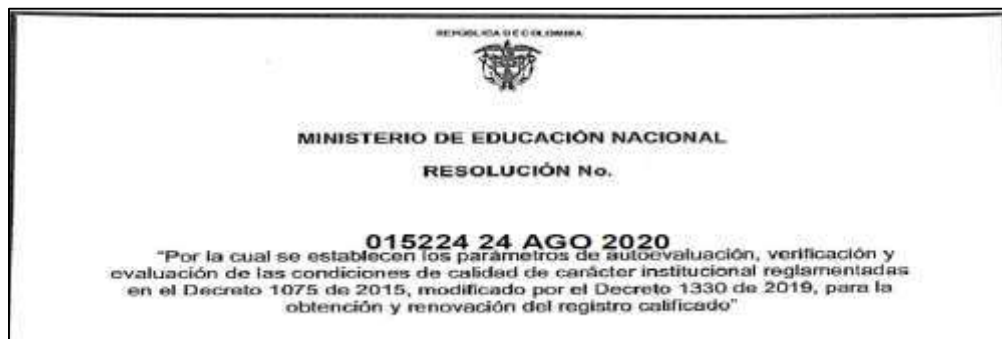 REPÚBLICA DE COLOMBIA
MINISTERIO DE EDUCACIÓN NACIONAL
RESOLUCIÓN No.
015224 24 AGO 2020
"Por la cual se establecen los parámetros de autoevaluación, verificación y
evaluación de las condiciones de calidad de carácter institucional reglamentadas
en el Decreto 1075 de 2015, modificado por el Decreto 1330 de 2019, para la
obtención y renovación del registro calificado"